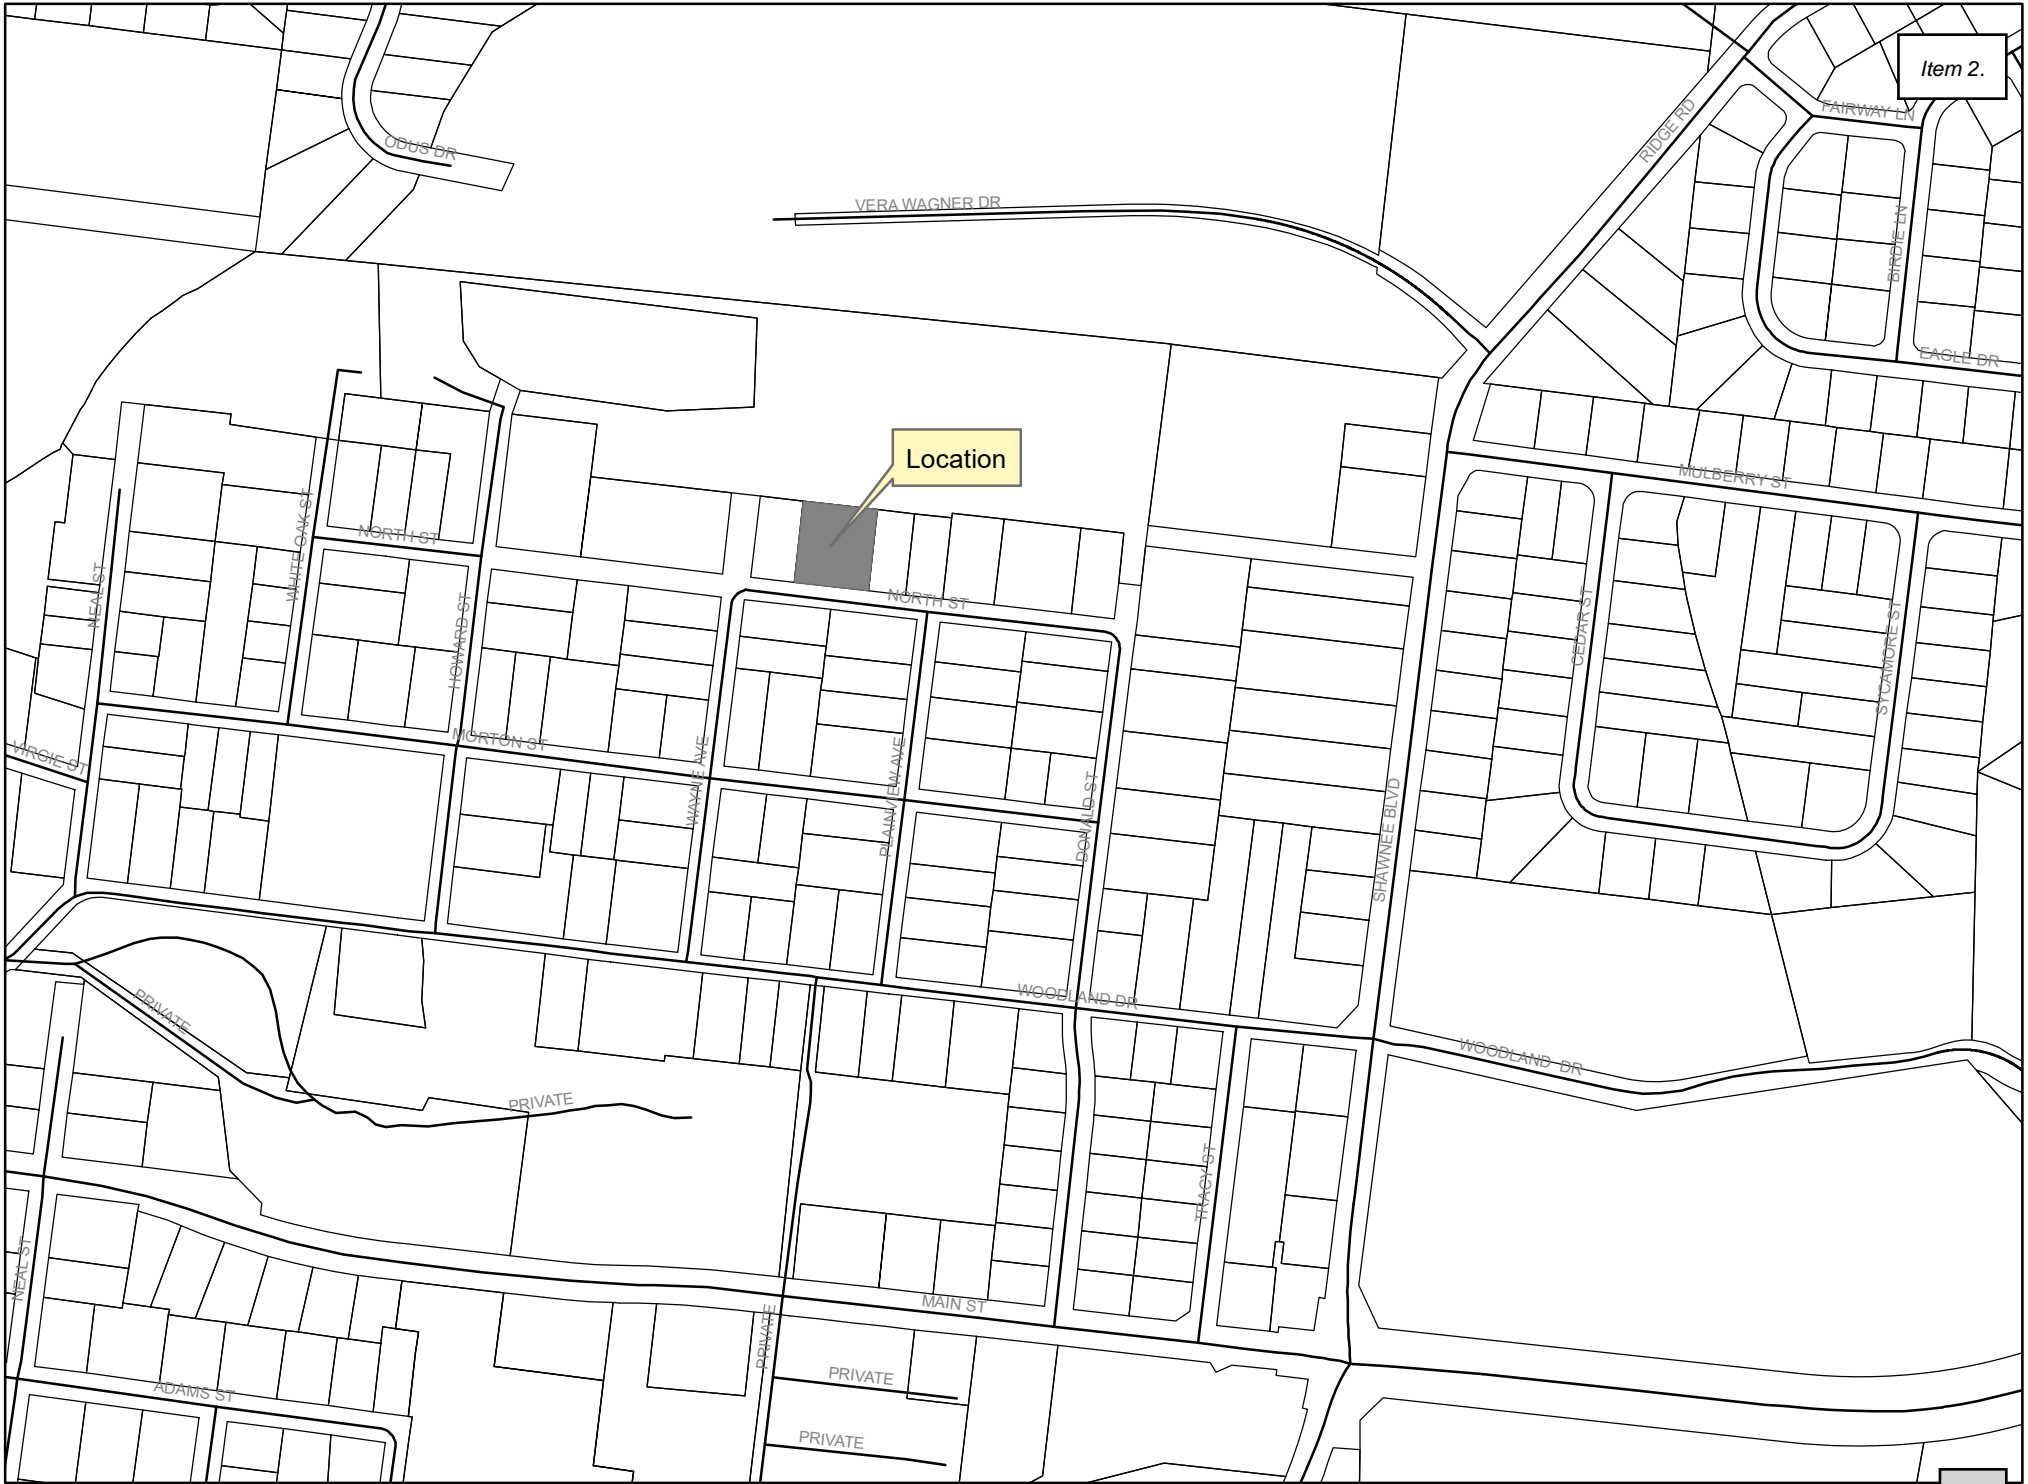 Item 2.
FAIRWAY LN
RIDGE RD
ODUS DR
VERA WAGNER DR
BIRDIE LN
EAGLE DR
Location
MULBERRY ST
WHITE OAK ST
NORTH ST
NEAL ST
HOWARD ST
NORTH ST
CEDAR ST
SYCAMORE ST
MORTON ST
VIRGIE ST
WAYNE AVE
PLAINVIEW AVE
DONALD ST
SHAWNEE BLVD
WOODLAND DR
PRIVATE
WOODLAND DR
PRIVATE
TRACY ST
NEAL ST
MAIN ST
PRIVATE
PRIVATE
ADAMS ST
PRIVATE